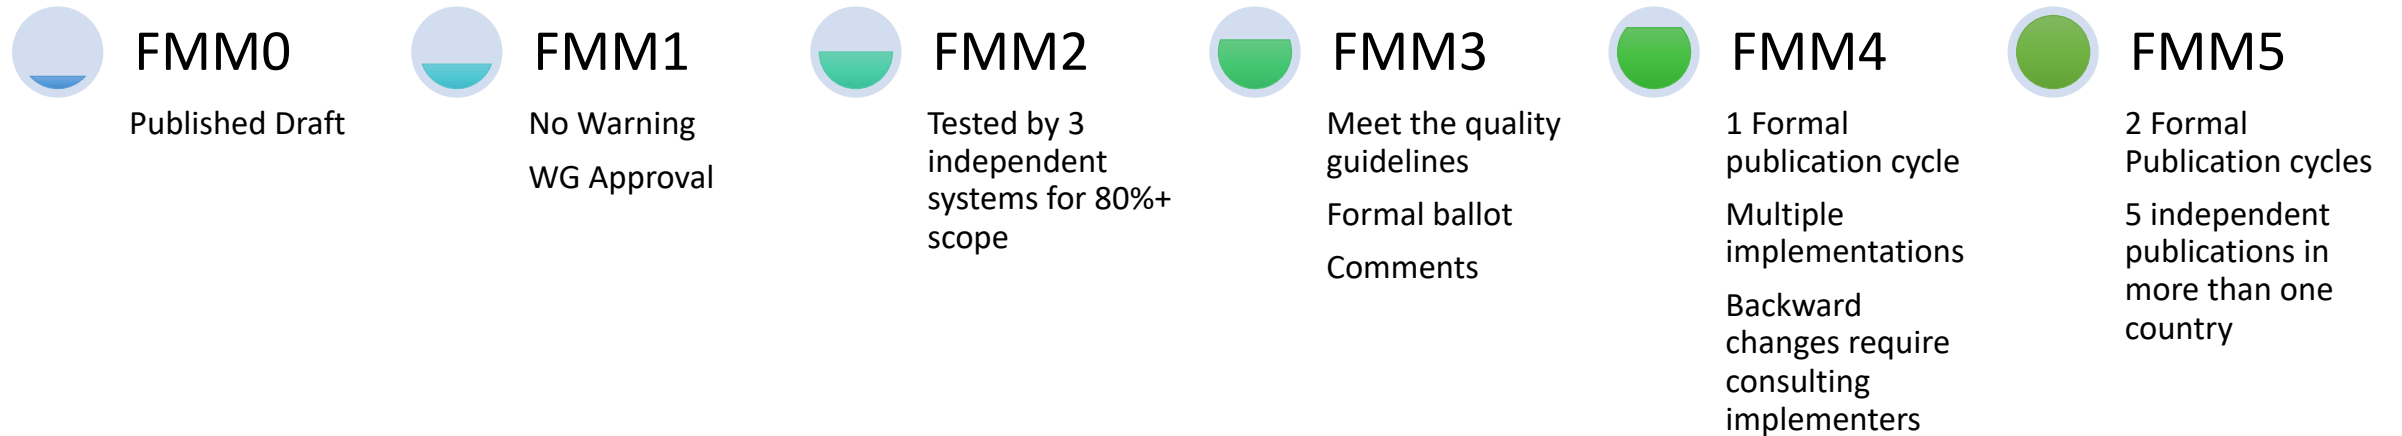 FMM0
Published Draft
FMM1
No Warning
WG Approval
FMM2
Tested by 3
independent
systems for 80%+
scope
FMM3
Meet the quality
guidelines
Formal ballot
Comments
FMM4
1 Formal
publication cycle
Multiple
implementations
Backward
changes require
consulting
implementers
FMM5
2 Formal
Publication cycles
5 independent
publications in
more than one
country